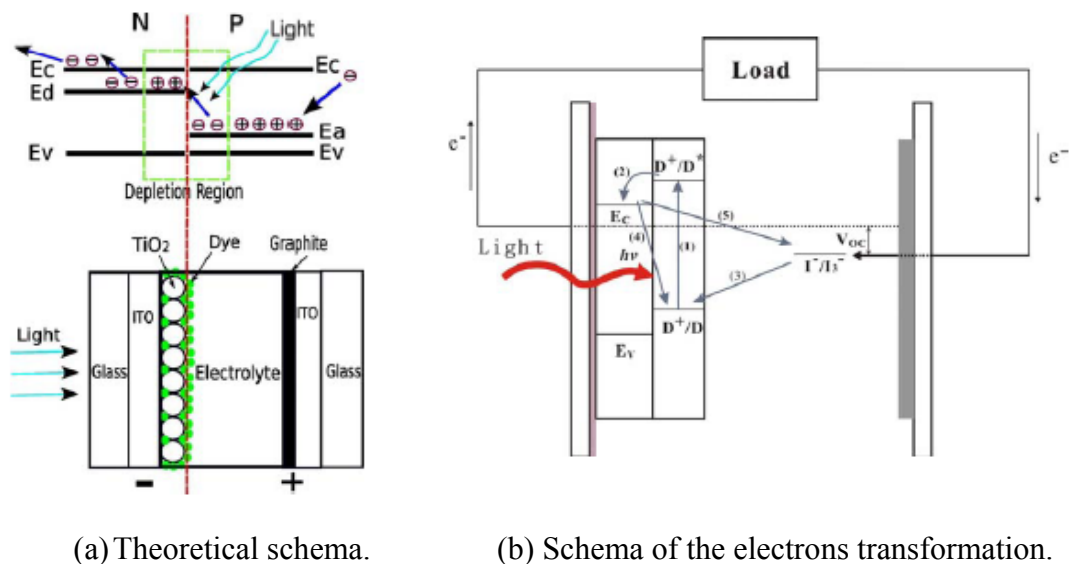 N P
Light
Ec Ec
Ed
Ea
Ev Ev
Depletion Region
TiO2 Dye Graphite
ITO ITO
Light
Glass Electrolyte Glass
- +
(a) Theoretical schema.
Load
e-
e-
D+/D*
(2)
Ec
(5)
(4) (1)
Voc
Light
hν
I-/I3-
(3)
D+/D
Ev
(b) Schema of the electrons transformation.